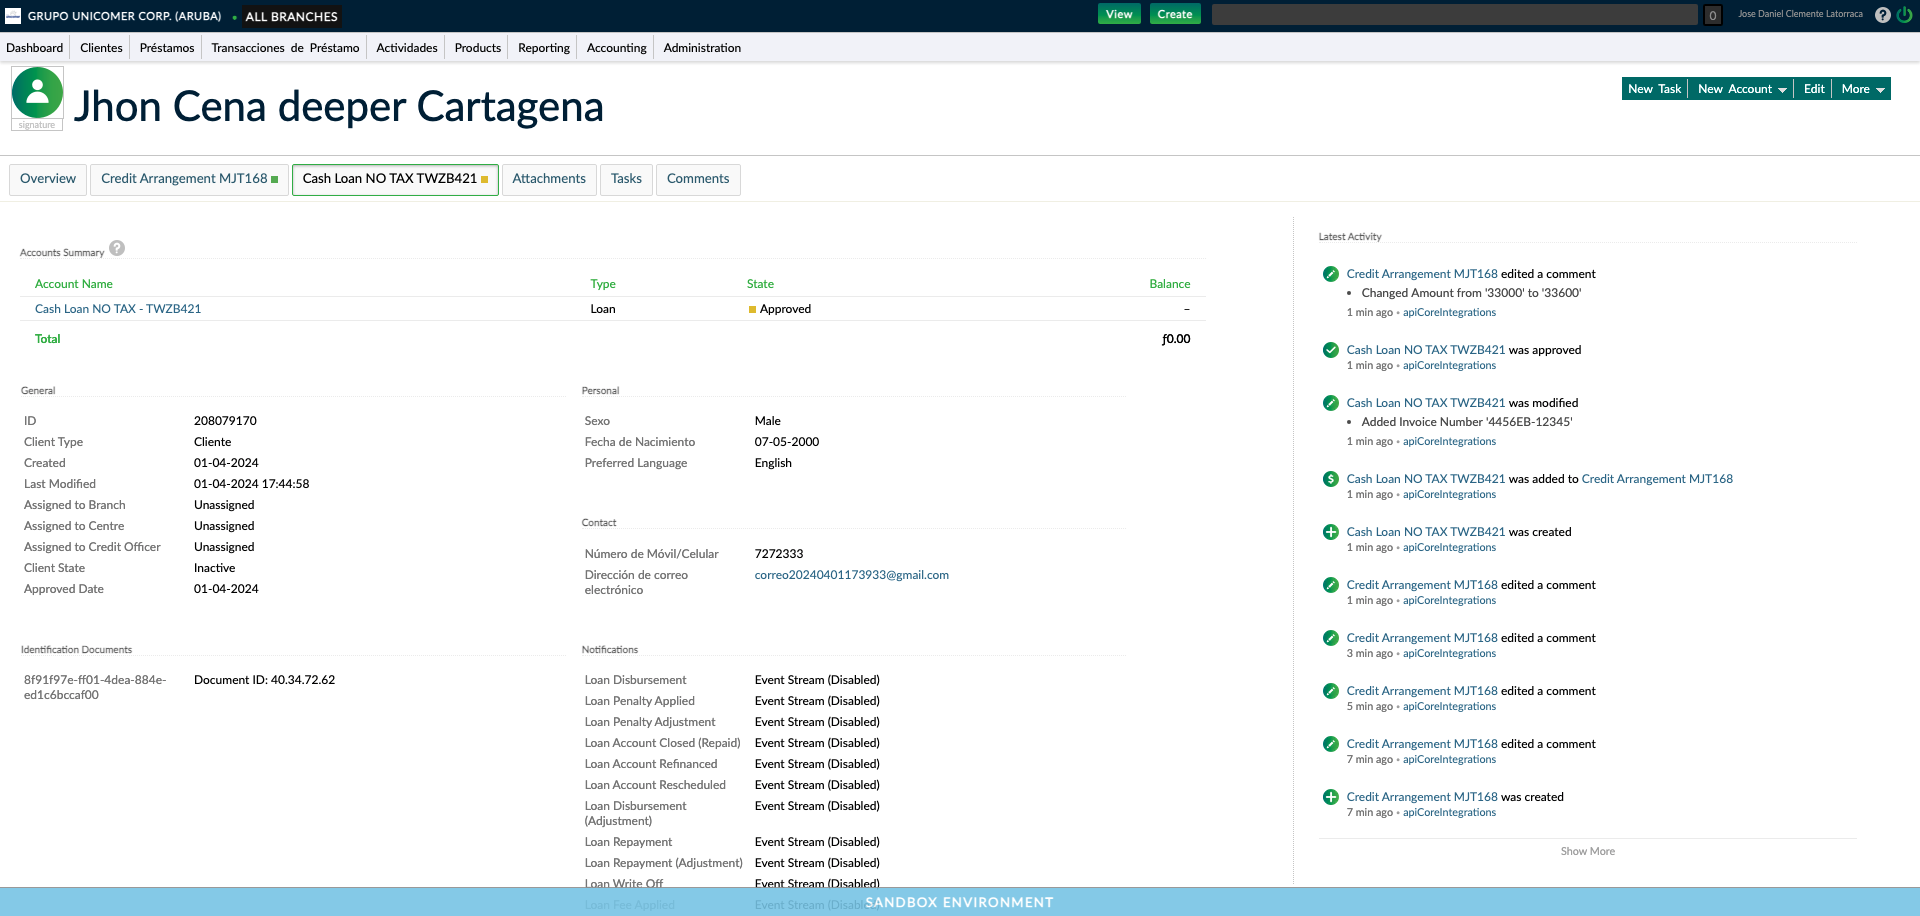 GRUPO UNICOMER CORP. (ARUBA) • ALL BRANCHES
View Create 0 Jose Daniel Clemente Latorraca ?
Dashboard Clientes Préstamos Transacciones de Préstamo Actividades Products Reporting Accounting Administration
signature
Jhon Cena deeper Cartagena
New Task New Account Edit More
Overview Credit Arrangement MJT168 Cash Loan NO TAX TWZB421 Attachments Tasks Comments
Accounts Summary ?
Account Name Type State Balance
Cash Loan NO TAX - TWZB421 Loan Approved –
Total ƒ0.00
General
ID 208079170
Client Type Cliente
Created 01-04-2024
Last Modified 01-04-2024 17:44:58
Assigned to Branch Unassigned
Assigned to Centre Unassigned
Assigned to Credit Officer Unassigned
Client State Inactive
Approved Date 01-04-2024
Identification Documents
8f91f97e-ff01-4dea-884e-
ed1c6bccaf00
Document ID: 40.34.72.62
Personal
Sexo Male
Fecha de Nacimiento 07-05-2000
Preferred Language English
Contact
Número de Móvil/Celular 7272333
Dirección de correo
electrónico
correo20240401173933@gmail.com
Notifications
Loan Disbursement Event Stream (Disabled)
Loan Penalty Applied Event Stream (Disabled)
Loan Penalty Adjustment Event Stream (Disabled)
Loan Account Closed (Repaid) Event Stream (Disabled)
Loan Account Refinanced Event Stream (Disabled)
Loan Account Rescheduled Event Stream (Disabled)
Loan Disbursement
(Adjustment)
Event Stream (Disabled)
Loan Repayment Event Stream (Disabled)
Loan Repayment (Adjustment) Event Stream (Disabled)
Loan Write Off Event Stream (Disabled)
Loan Fee Applied Event Stream (Disabled)
Latest Activity
Credit Arrangement MJT168 edited a comment
• Changed Amount from '33000' to '33600'
1 min ago • apiCoreIntegrations
Cash Loan NO TAX TWZB421 was approved
1 min ago • apiCoreIntegrations
Cash Loan NO TAX TWZB421 was modified
• Added Invoice Number '4456EB-12345'
1 min ago • apiCoreIntegrations
Cash Loan NO TAX TWZB421 was added to Credit Arrangement MJT168
1 min ago • apiCoreIntegrations
Cash Loan NO TAX TWZB421 was created
1 min ago • apiCoreIntegrations
Credit Arrangement MJT168 edited a comment
1 min ago • apiCoreIntegrations
Credit Arrangement MJT168 edited a comment
3 min ago • apiCoreIntegrations
Credit Arrangement MJT168 edited a comment
5 min ago • apiCoreIntegrations
Credit Arrangement MJT168 edited a comment
7 min ago • apiCoreIntegrations
Credit Arrangement MJT168 was created
7 min ago • apiCoreIntegrations
Show More
SANDBOX ENVIRONMENT